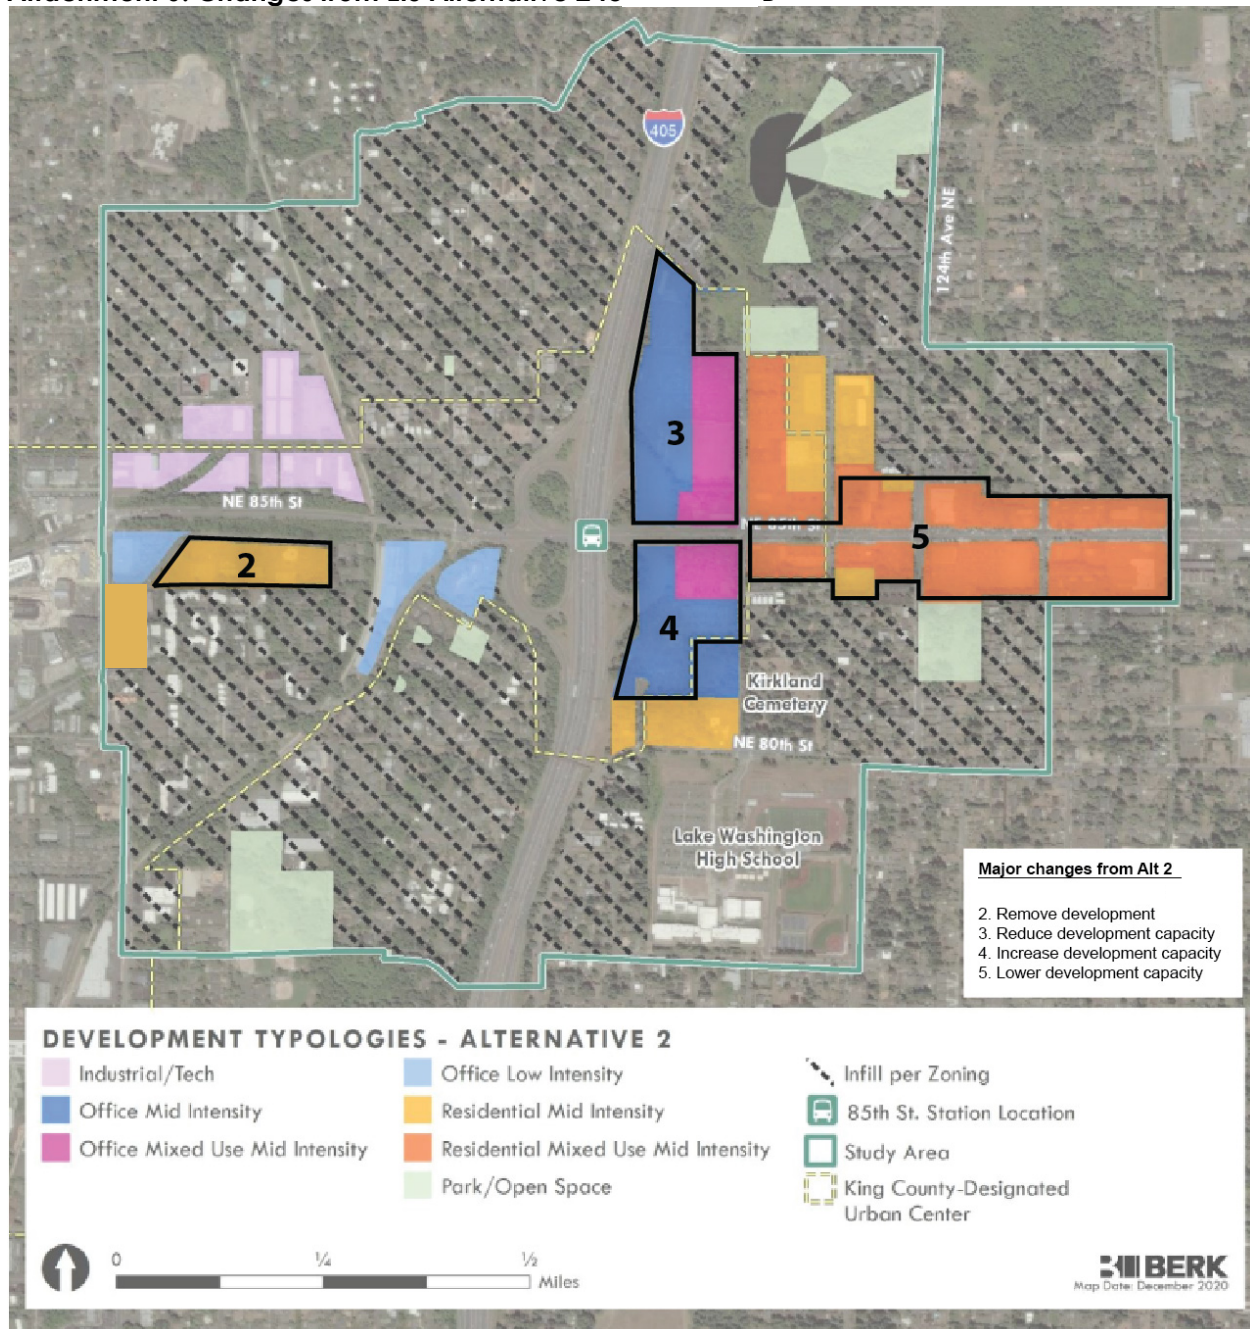 405
124th Ave NE
3
NE 85th St
NE 85th St
5
2
4
Kirkland
Cemetery
NE 80th St
Lake Washington
High School
Major changes from Alt 2
2. Remove development
3. Reduce development capacity
4. Increase development capacity
5. Lower development capacity
DEVELOPMENT TYPOLOGIES - ALTERNATIVE 2
Industrial/Tech
Office Mid Intensity
Office Mixed Use Mid Intensity
Office Low Intensity
Residential Mid Intensity
Residential Mixed Use Mid Intensity
Park/Open Space
Infill per Zoning
85th St. Station Location
Study Area
King County-Designated
Urban Center
0 ¼ ½
Miles
BERK
Map Date: December 2020